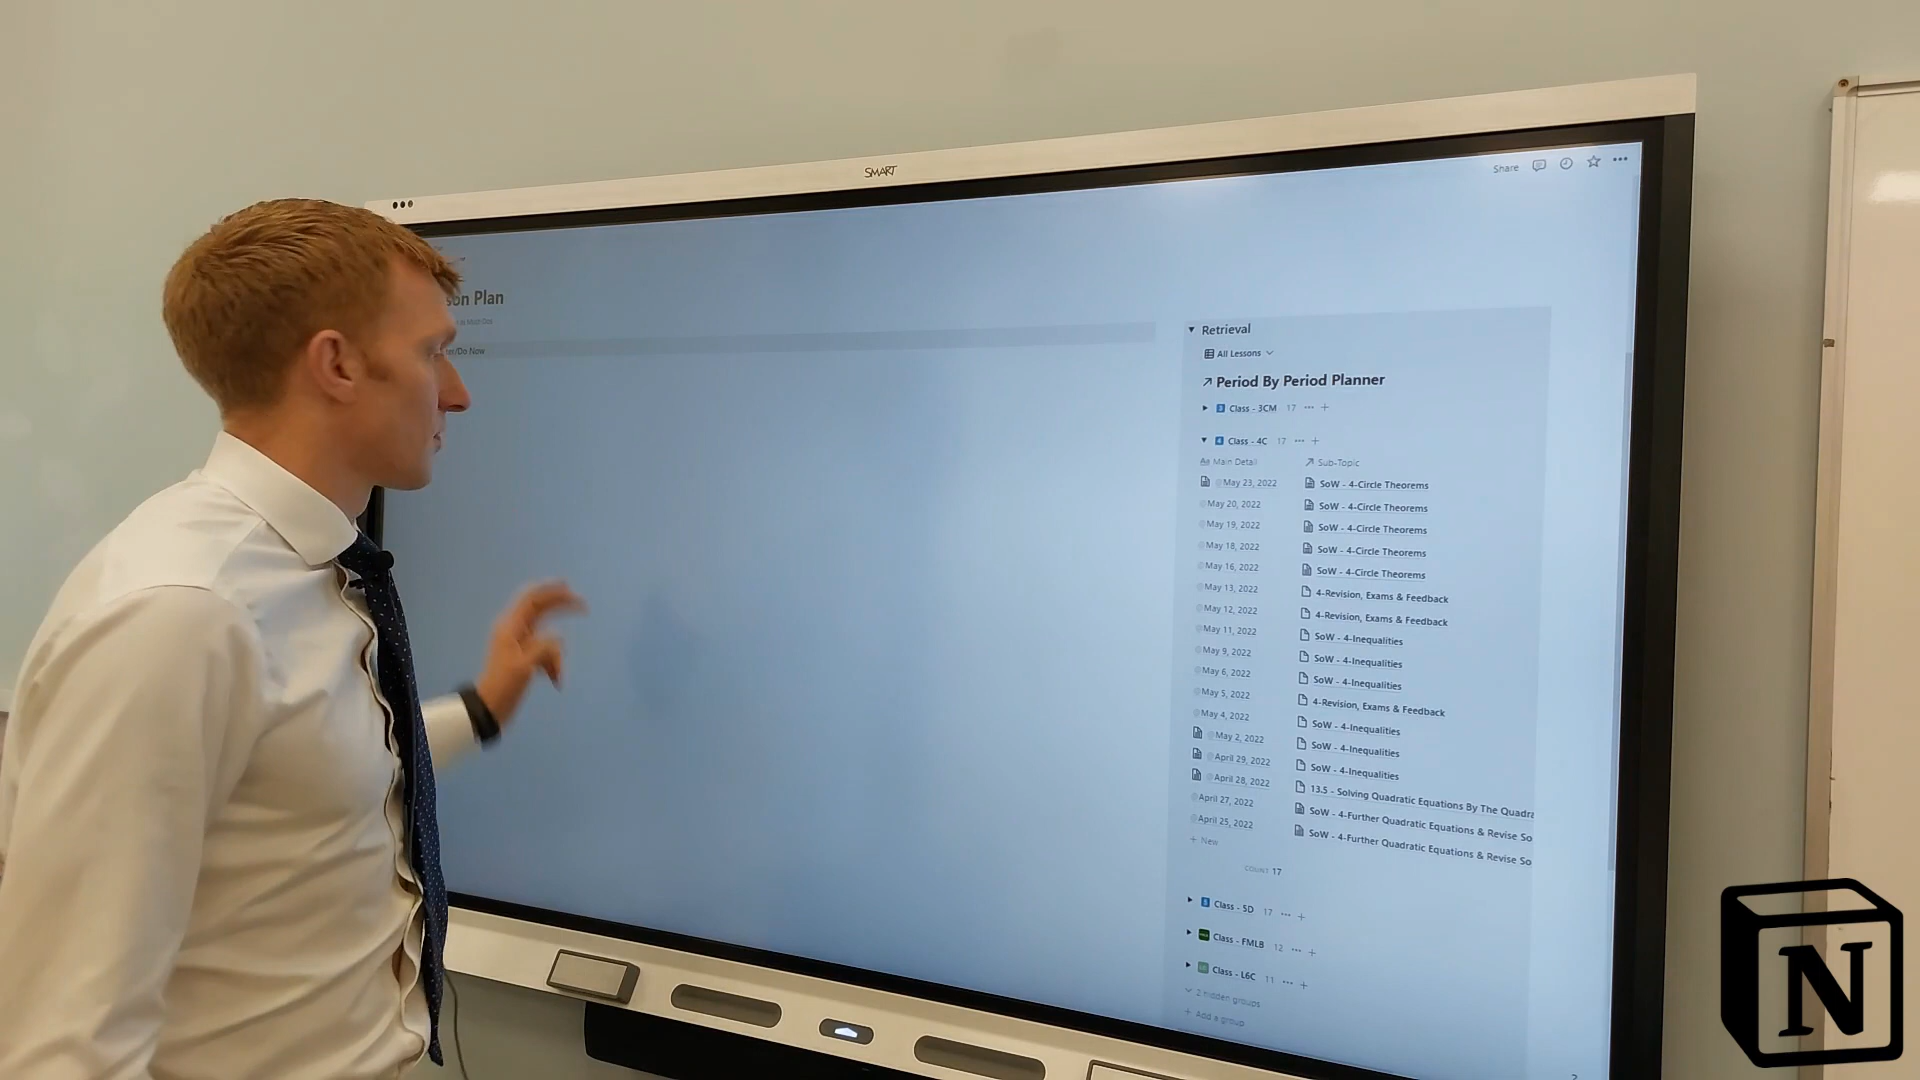 SMART
Share
son Plan
/Do Now
Retrieval
All Lessons
Period By Period Planner
Class - 3CM 17 ••• +
Class - 4C 17 ••• +
Aa Main Detail Sub-Topic
@May 23, 2022 SoW - 4-Circle Theorems
@May 20, 2022 SoW - 4-Circle Theorems
@May 19, 2022 SoW - 4-Circle Theorems
@May 18, 2022 SoW - 4-Circle Theorems
@May 16, 2022 SoW - 4-Circle Theorems
@May 13, 2022 4-Revision, Exams & Feedback
@May 12, 2022 4-Revision, Exams & Feedback
@May 11, 2022 SoW - 4-Inequalities
@May 9, 2022 SoW - 4-Inequalities
@May 6, 2022 SoW - 4-Inequalities
@May 5, 2022 4-Revision, Exams & Feedback
@May 4, 2022 SoW - 4-Inequalities
@May 2, 2022 SoW - 4-Inequalities
@April 29, 2022 SoW - 4-Inequalities
@April 28, 2022 13.5 - Solving Quadratic Equations By The Quadra
@April 27, 2022 SoW - 4-Further Quadratic Equations & Revise So
@April 25, 2022 SoW - 4-Further Quadratic Equations & Revise So
+ New
COUNT 17
Class - 5D 17 ••• +
Class - FMLB 12 ••• +
Class - L6C 11 ••• +
2 hidden groups
+ Add a group
?
N